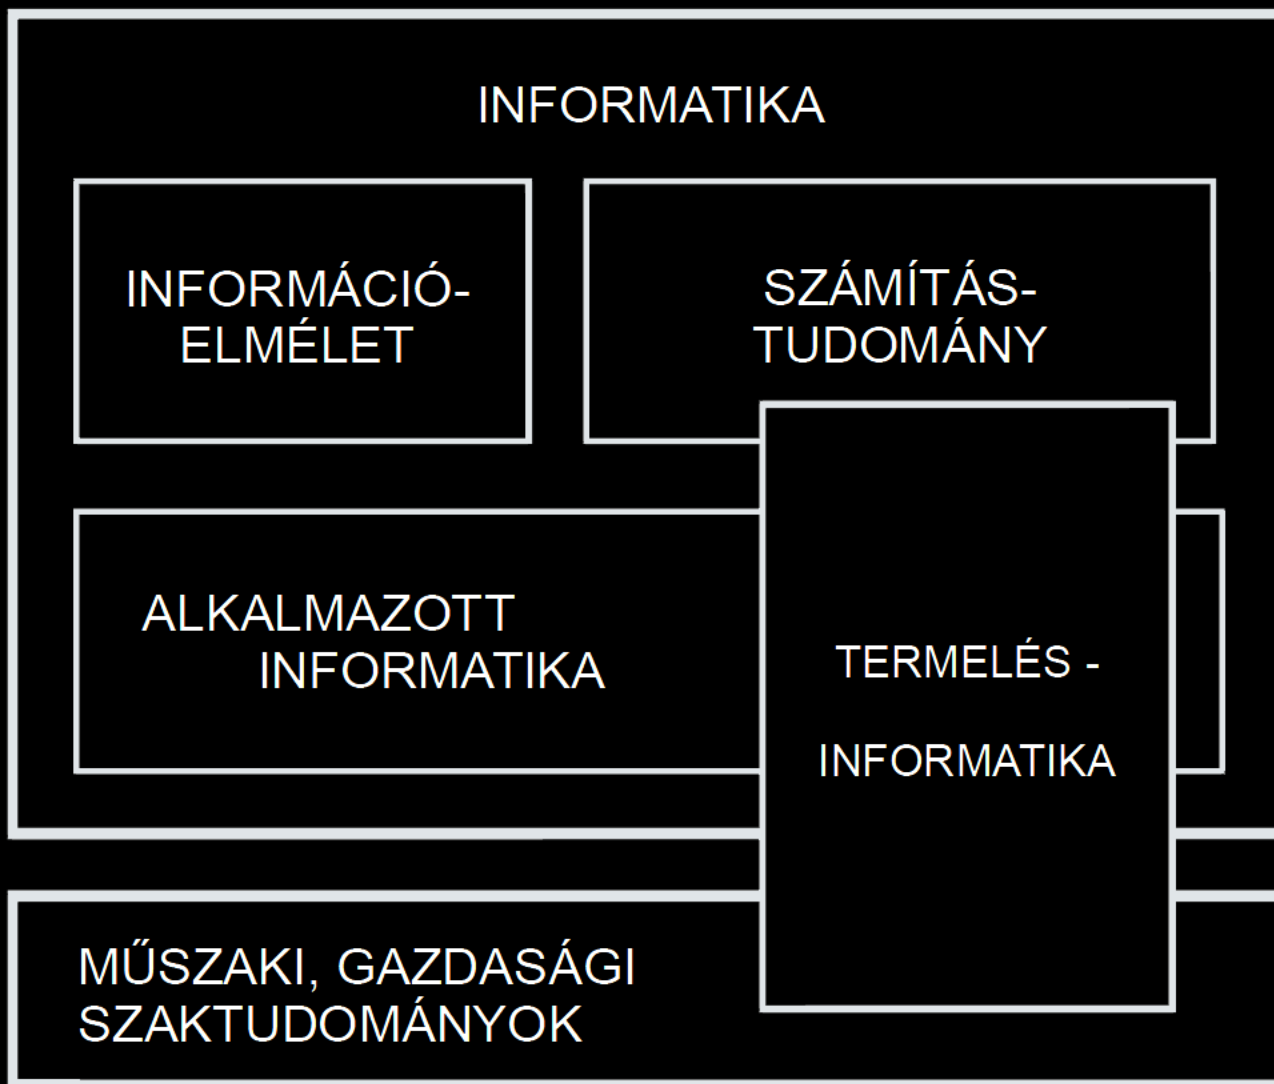 INFORMATIKA
INFORMÁCIÓ-
ELMÉLET
SZÁMÍTÁS-
TUDOMÁNY
ALKALMAZOTT
INFORMATIKA
TERMELÉS -
INFORMATIKA
MŰSZAKI, GAZDASÁGI
SZAKTUDOMÁNYOK